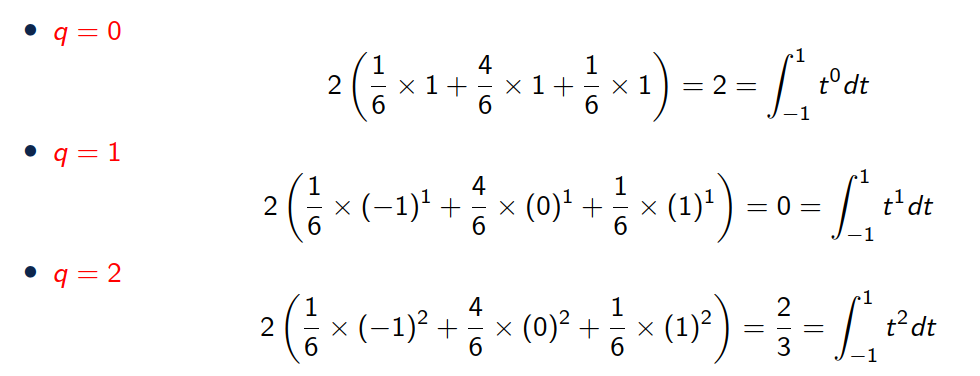 • q = 0
2 ( 1/6 × 1 + 4/6 × 1 + 1/6 × 1 ) = 2 = ∫_{−1}^{1} t^0 dt
• q = 1
2 ( 1/6 × (−1)^1 + 4/6 × (0)^1 + 1/6 × (1)^1 ) = 0 = ∫_{−1}^{1} t^1 dt
• q = 2
2 ( 1/6 × (−1)^2 + 4/6 × (0)^2 + 1/6 × (1)^2 ) = 2/3 = ∫_{−1}^{1} t^2 dt